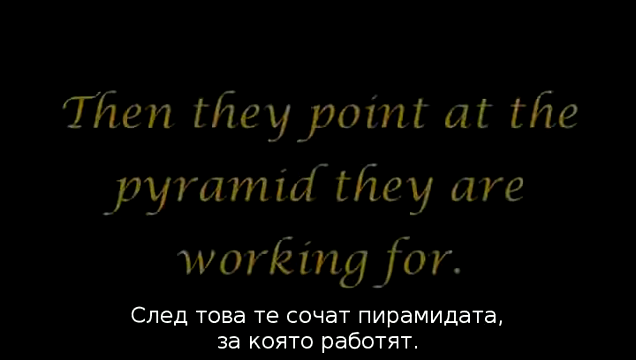 Then they point at the
pyramid they are
working for.
След това те сочат пирамидата,
за която работят.